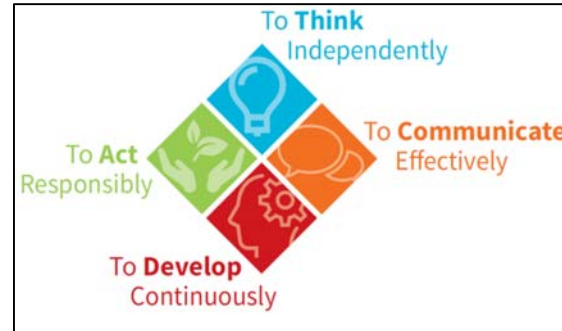 To Think
Independently
To Communicate
Effectively
To Act
Responsibly
To Develop
Continuously